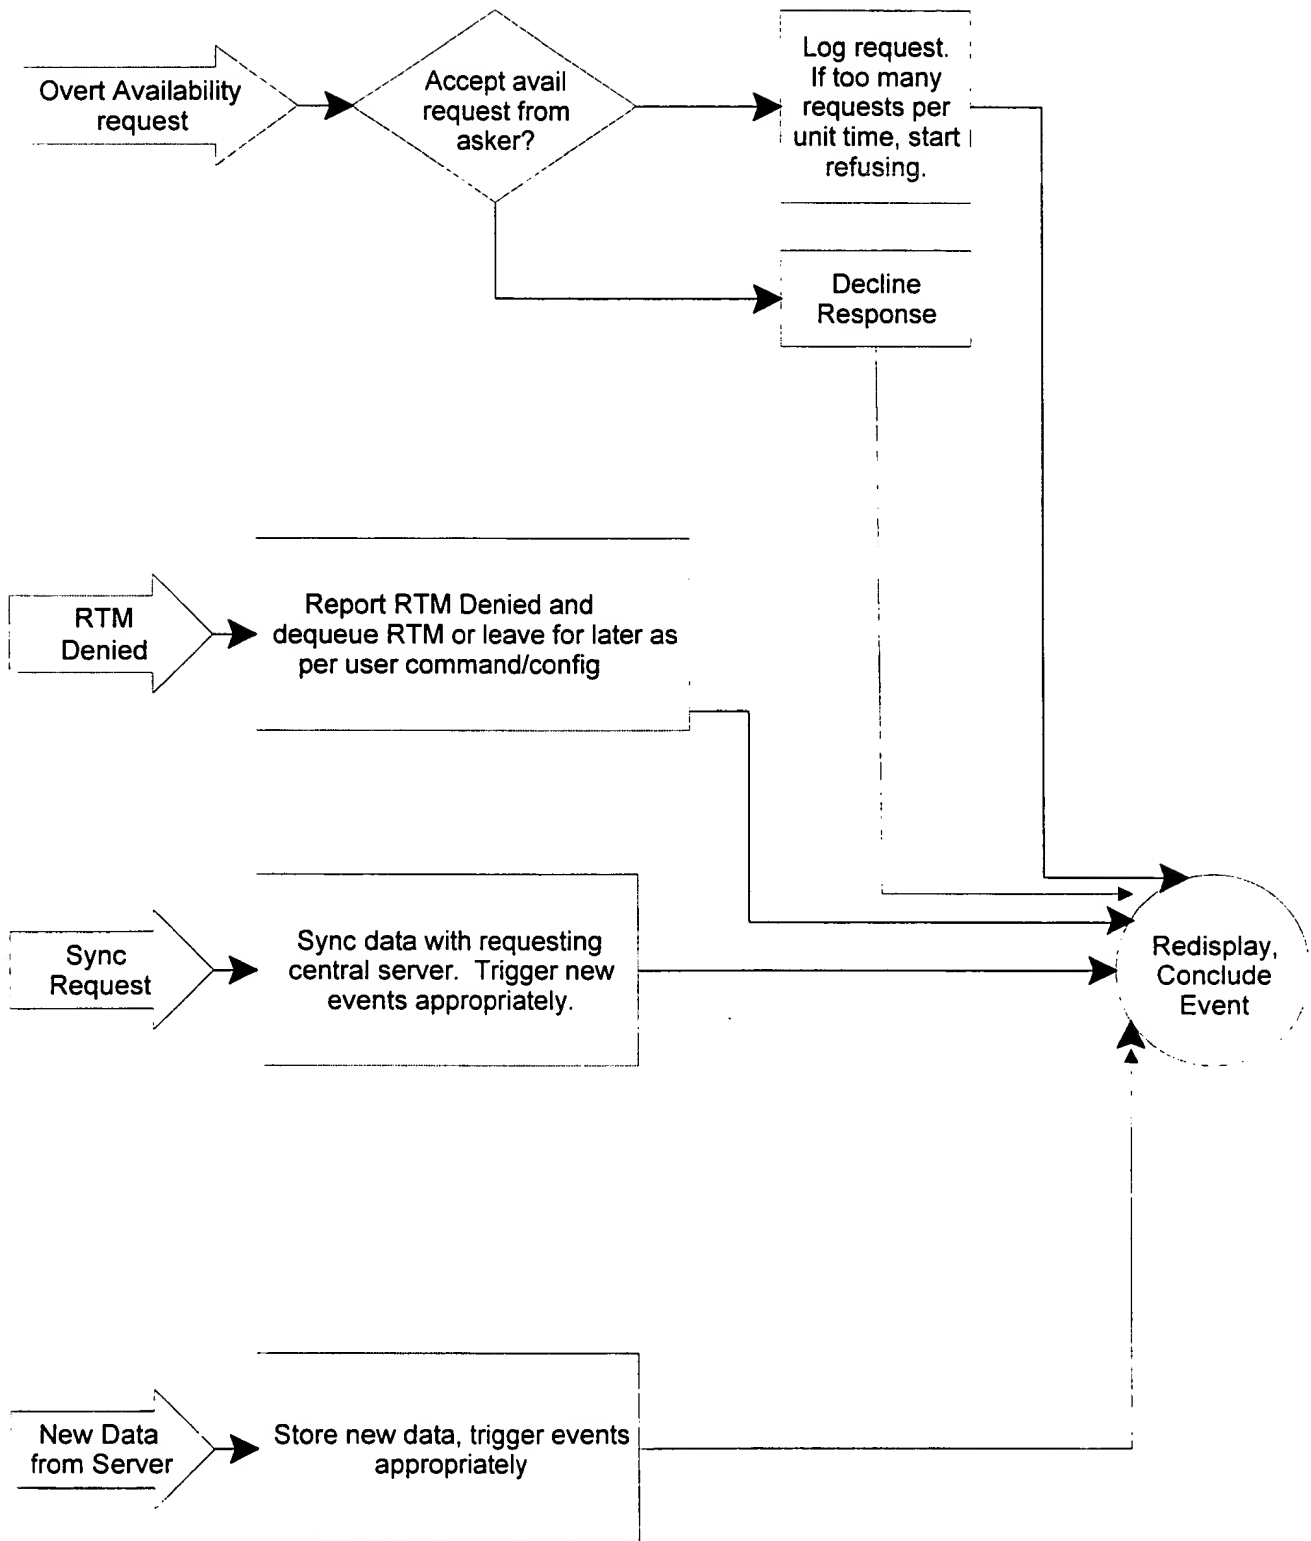 Overt Availability
request
Accept avail
request from
asker?
Log request.
If too many
requests per
unit time, start
refusing.
Decline
Response
RTM
Denied
Report RTM Denied and
dequeue RTM or leave for later as
per user command/config
Sync
Request
Sync data with requesting
central server.  Trigger new
events appropriately.
Redisplay,
Conclude
Event
New Data
from Server
Store new data, trigger events
appropriately